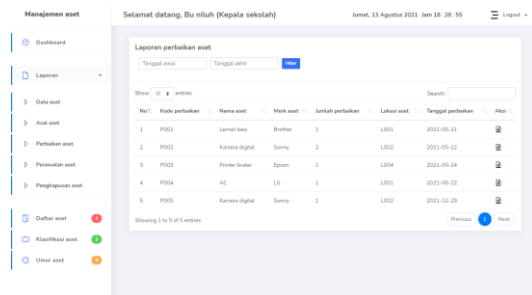 Manajemen aset
Selamat datang, Bu niluh (Kepala sekolah)
Jumat, 13 Agustus 2021 Jam 18 : 28 : 55
Logout
Dashboard
Laporan
Data aset
Asal aset
Perbaikan aset
Perawatan aset
Penghapusan aset
Daftar aset
Klasifikasi aset
Umur aset
Laporan perbaikan aset
Tanggal awal Tanggal akhir Filter
Show 10 entries Search:
No Kode perbaikan Nama aset Merk aset Jumlah perbaikan Lokasi aset Tanggal perbaikan Aksi
1 P001 Lemari besi Brother 1 L001 2021-05-21
2 P002 Kamera digital Sonny 2 L002 2021-05-22
3 P003 Printer brater Epson 1 L004 2021-05-24
4 P004 AC LG 1 L001 2021-05-22
5 P005 Kamera digital Sonny 1 L002 2021-12-29
Showing 1 to 5 of 5 entries
Previous 1 Next